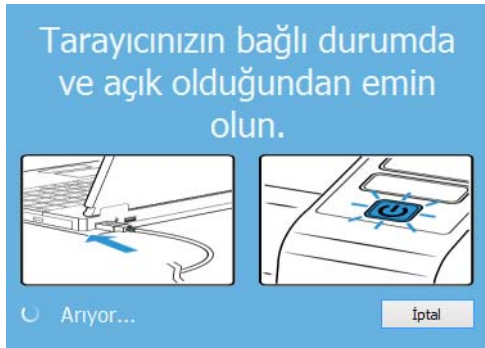 Tarayıcınızın bağlı durumda
ve açık olduğundan emin
olun.
Arıyor...
İptal